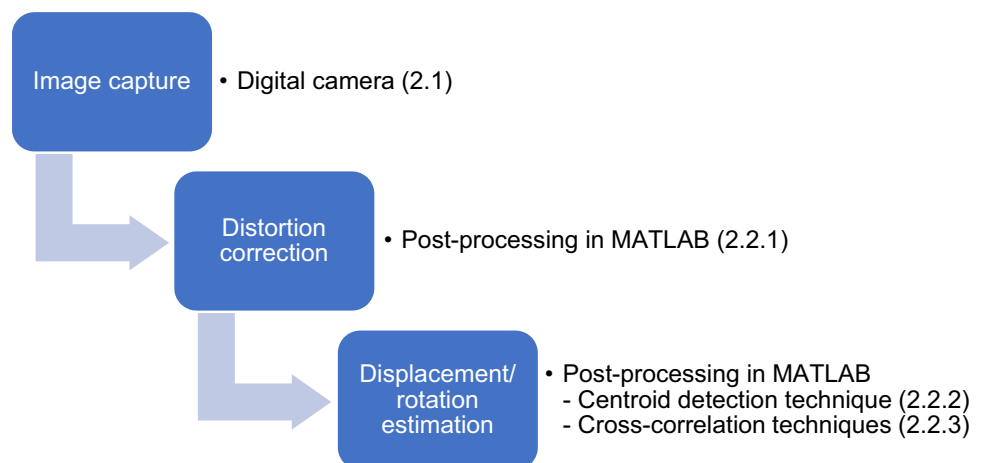 Image capture
• Digital camera (2.1)
Distortion
correction
• Post-processing in MATLAB (2.2.1)
Displacement/
rotation
estimation
• Post-processing in MATLAB
- Centroid detection technique (2.2.2)
- Cross-correlation techniques (2.2.3)